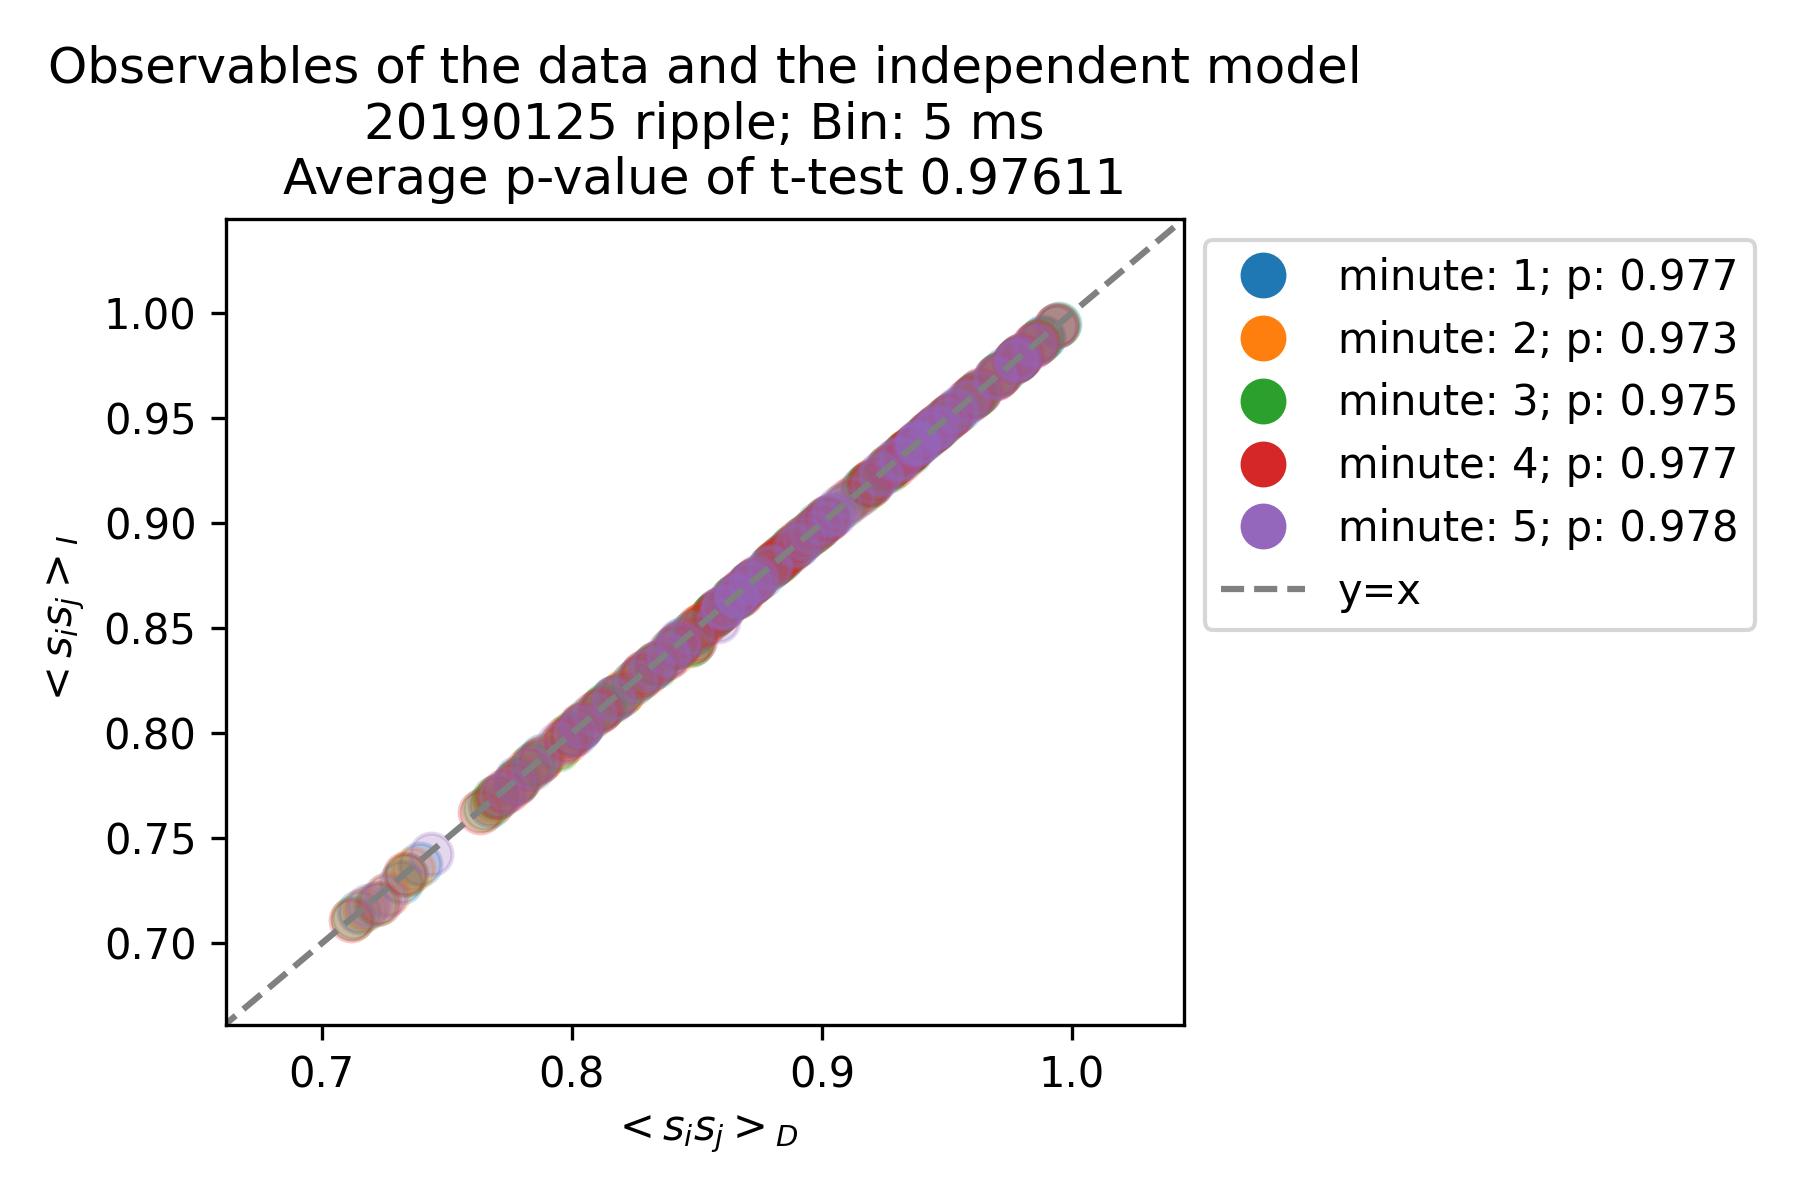 Observables of the data and the independent model
20190125 ripple; Bin: 5 ms
Average p-value of t-test 0.97611
1.00
0.95
0.90
0.85
0.80
0.75
0.70
< s_i s_j >_I
0.7 0.8 0.9 1.0
< s_i s_j >_D
minute: 1; p: 0.977
minute: 2; p: 0.973
minute: 3; p: 0.975
minute: 4; p: 0.977
minute: 5; p: 0.978
y=x